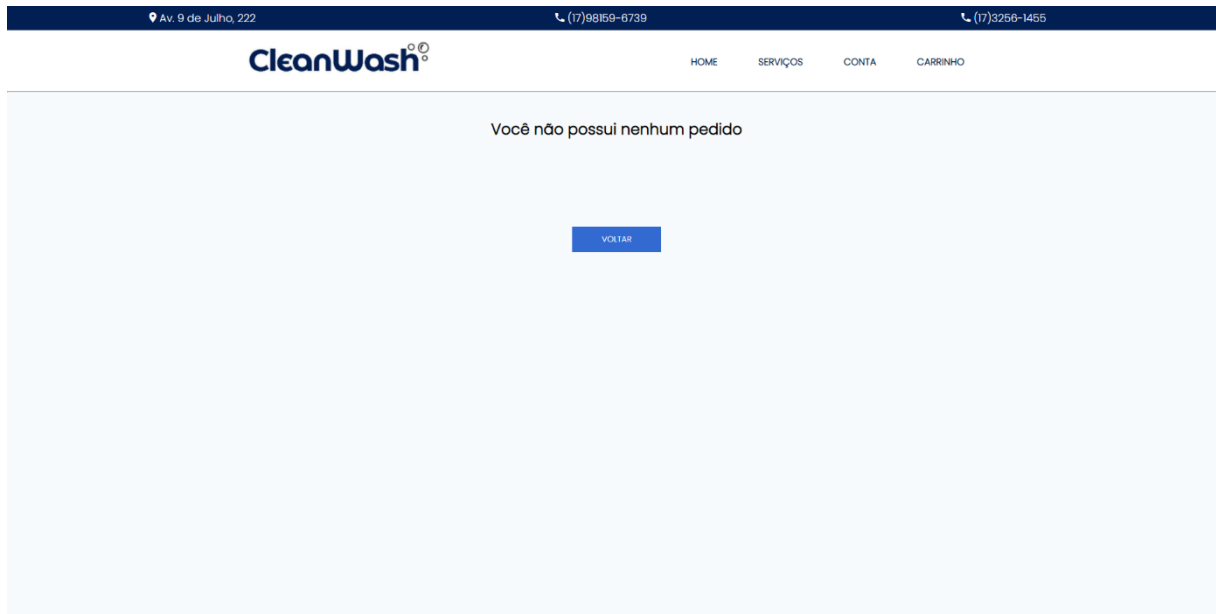 Av. 9 de Julho, 222 (17)98159-6739 (17)3256-1455
CleanWash HOME SERVIÇOS CONTA CARRINHO
Você não possui nenhum pedido
VOLTAR